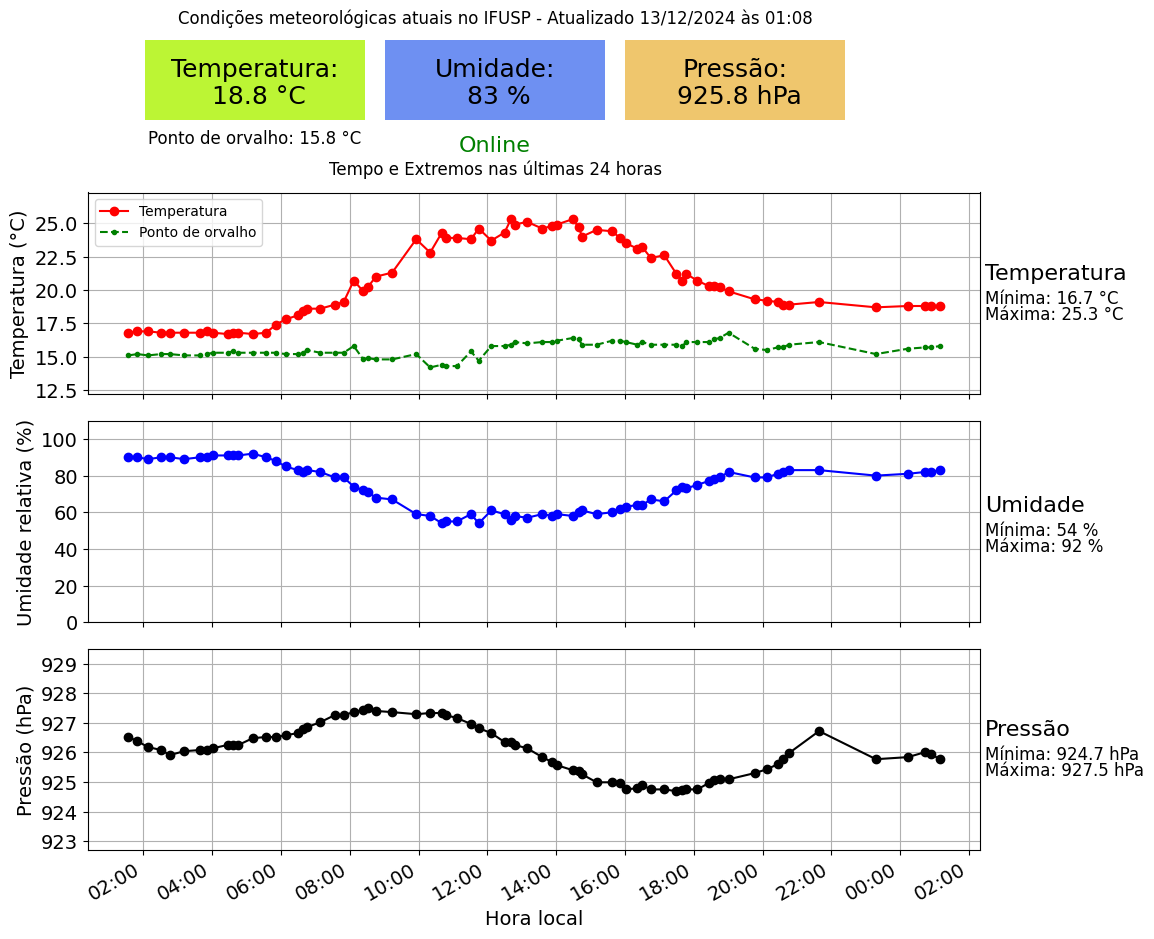 Condições meteorológicas atuais no IFUSP - Atualizado 13/12/2024 às 01:08
Temperatura:
18.8 °C
Umidade:
83 %
Pressão:
925.8 hPa
Ponto de orvalho: 15.8 °C
Online
Tempo e Extremos nas últimas 24 horas
Temperatura (°C)
25.0
22.5
20.0
17.5
15.0
12.5
Temperatura
Ponto de orvalho
Temperatura
Mínima: 16.7 °C
Máxima: 25.3 °C
Umidade relativa (%)
100
80
60
40
20
0
Umidade
Mínima: 54 %
Máxima: 92 %
Pressão (hPa)
929
928
927
926
925
924
923
Pressão
Mínima: 924.7 hPa
Máxima: 927.5 hPa
02:00 04:00 06:00 08:00 10:00 12:00 14:00 16:00 18:00 20:00 22:00 00:00 02:00
Hora local